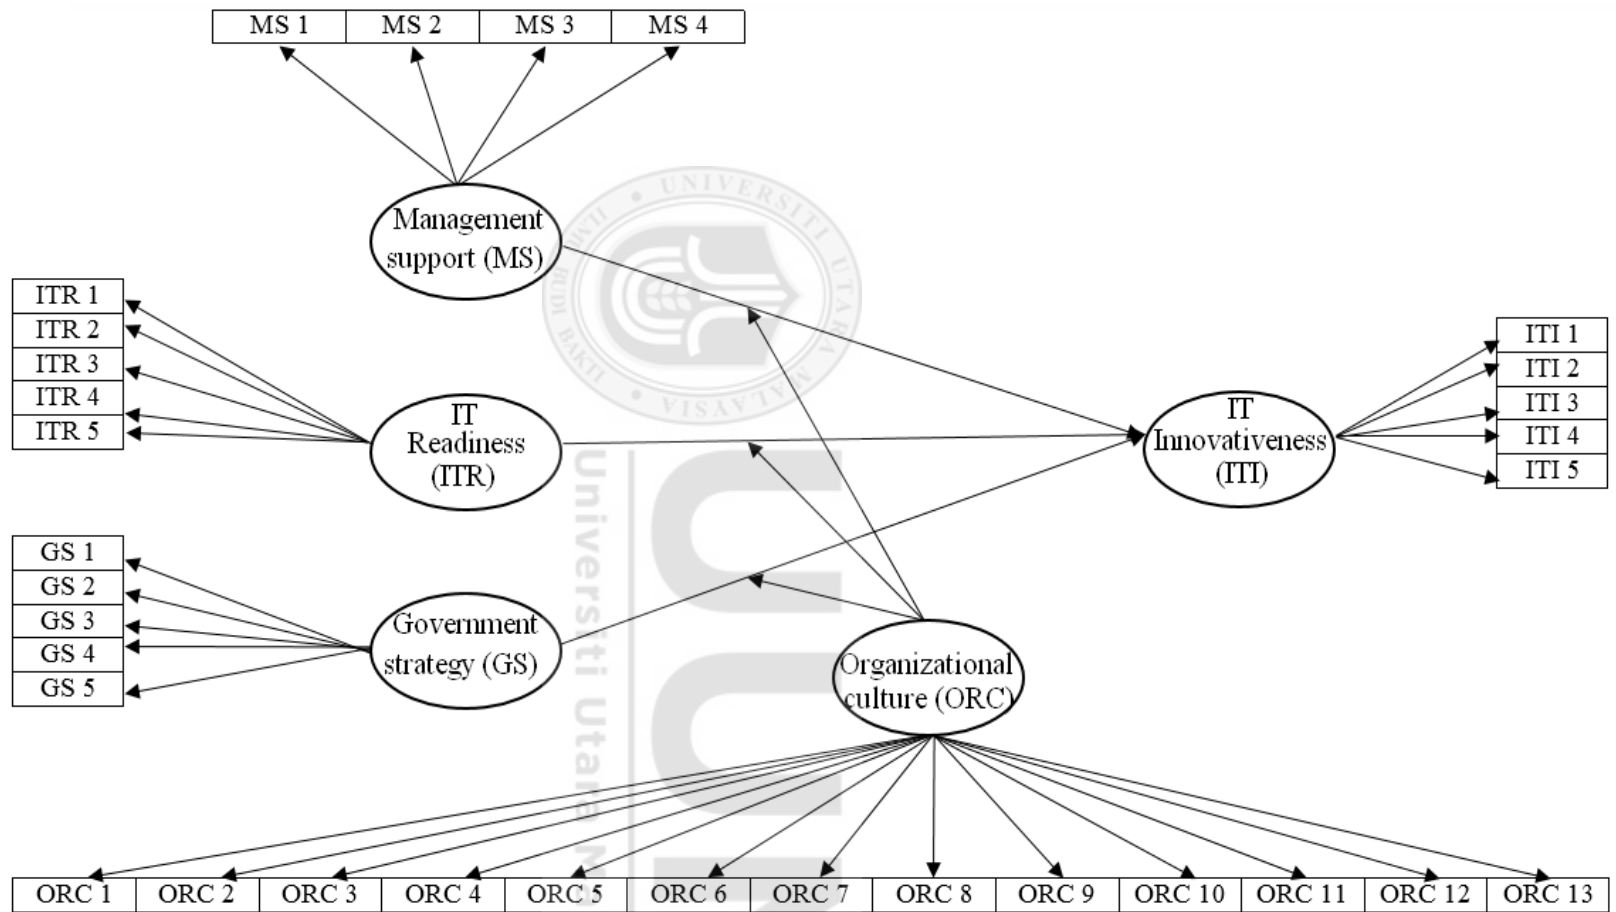 MS 1 MS 2 MS 3 MS 4
Management
support (MS)
UNIVERSITI UTARA MALAYSIA
ILMU BUDI BAKTI
ITR 1
ITR 2
ITR 3
ITR 4
ITR 5
IT
Readiness
(ITR)
IT
Innovativeness
(ITI)
ITI 1
ITI 2
ITI 3
ITI 4
ITI 5
GS 1
GS 2
GS 3
GS 4
GS 5
Government
strategy (GS)
Organizational
culture (ORC)
Universiti Utara M
UUM
ORC 1 ORC 2 ORC 3 ORC 4 ORC 5 ORC 6 ORC 7 ORC 8 ORC 9 ORC 10 ORC 11 ORC 12 ORC 13